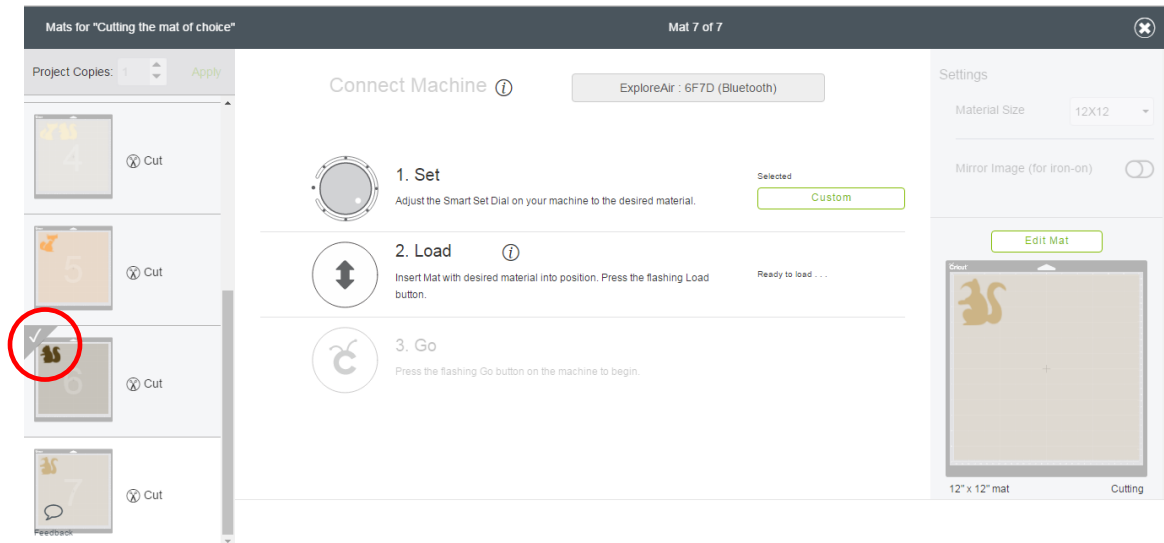 Mats for "Cutting the mat of choice"
Mat 7 of 7
Project Copies: 1 Apply
4
Cut
5
Cut
6
Cut
7
Cut
Feedback
Connect Machine
ExploreAir : 6F7D (Bluetooth)
1. Set
Adjust the Smart Set Dial on your machine to the desired material.
Selected
Custom
2. Load
Insert Mat with desired material into position. Press the flashing Load
button.
Ready to load . . .
3. Go
Press the flashing Go button on the machine to begin.
Settings
Material Size 12X12
Mirror Image (for iron-on)
Edit Mat
Cricut
12" x 12" mat Cutting